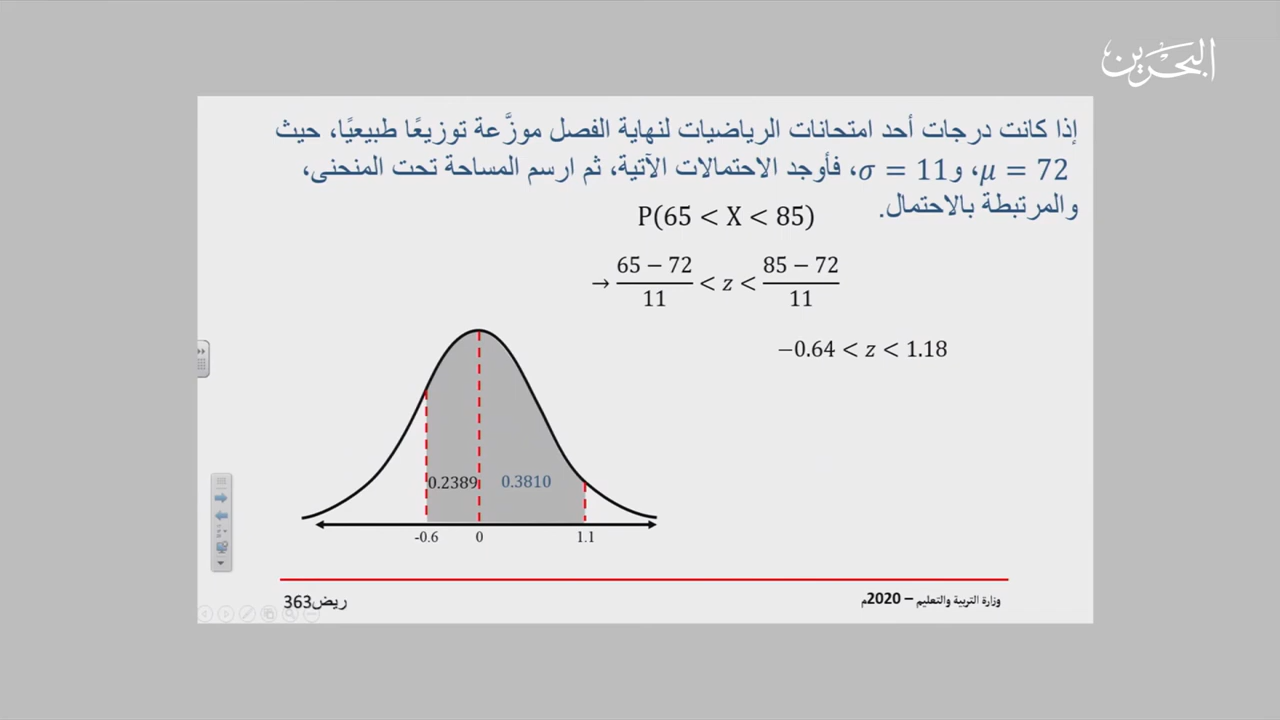 البحرين
إذا كانت درجات أحد امتحانات الرياضيات لنهاية الفصل موزَّعة توزيعًا طبيعيًا، حيث
μ = 72، وσ = 11، فأوجد الاحتمالات الآتية، ثم ارسم المساحة تحت المنحنى،
والمرتبطة بالاحتمال.
P(65 < X < 85)
→ (65 − 72)/11 < z < (85 − 72)/11
−0.64 < z < 1.18
0.2389 0.3810
-0.6 0 1.1
وزارة التربية والتعليم – 2020م
ريض363